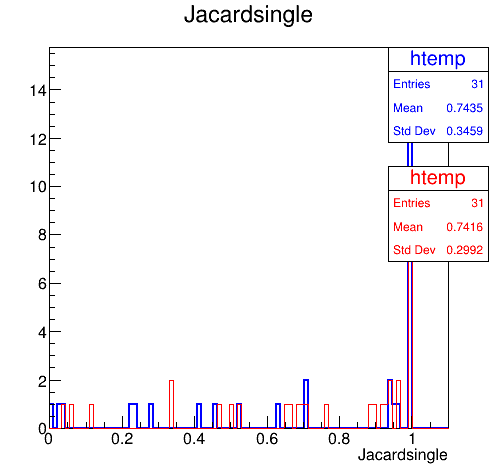 Jacardsingle
htemp
Entries 31
Mean 0.7435
Std Dev 0.3459
htemp
Entries 31
Mean 0.7416
Std Dev 0.2992
14
12
10
8
6
4
2
0
0 0.2 0.4 0.6 0.8 1
Jacardsingle